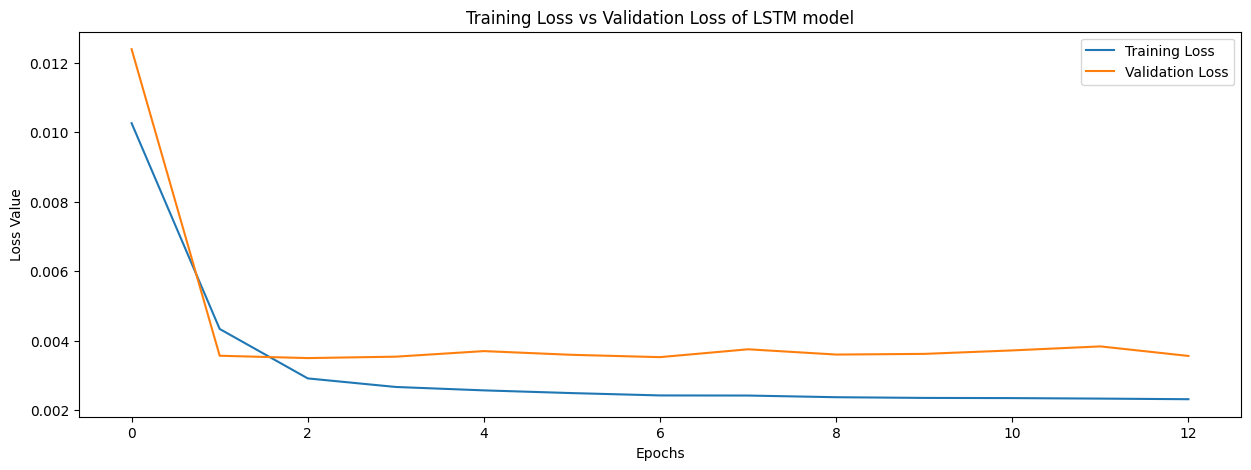 Training Loss vs Validation Loss of LSTM model
Training Loss
Validation Loss
0.012
0.010
0.008
0.006
0.004
0.002
Loss Value
0 2 4 6 8 10 12
Epochs